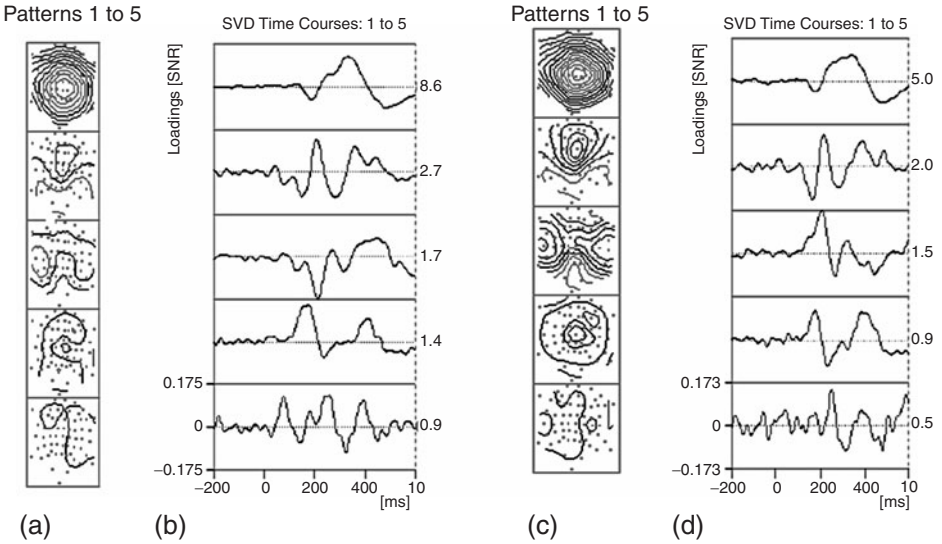 Patterns 1 to 5
SVD Time Courses: 1 to 5
Loadings [SNR]
8.6
2.7
1.7
1.4
0.175
0
0.9
−0.175
−200 0 200 400 10
[ms]
(a) (b)
Patterns 1 to 5
SVD Time Courses: 1 to 5
Loadings [SNR]
5.0
2.0
1.5
0.9
0.173
0
0.5
−0.173
−200 0 200 400 10
[ms]
(c) (d)